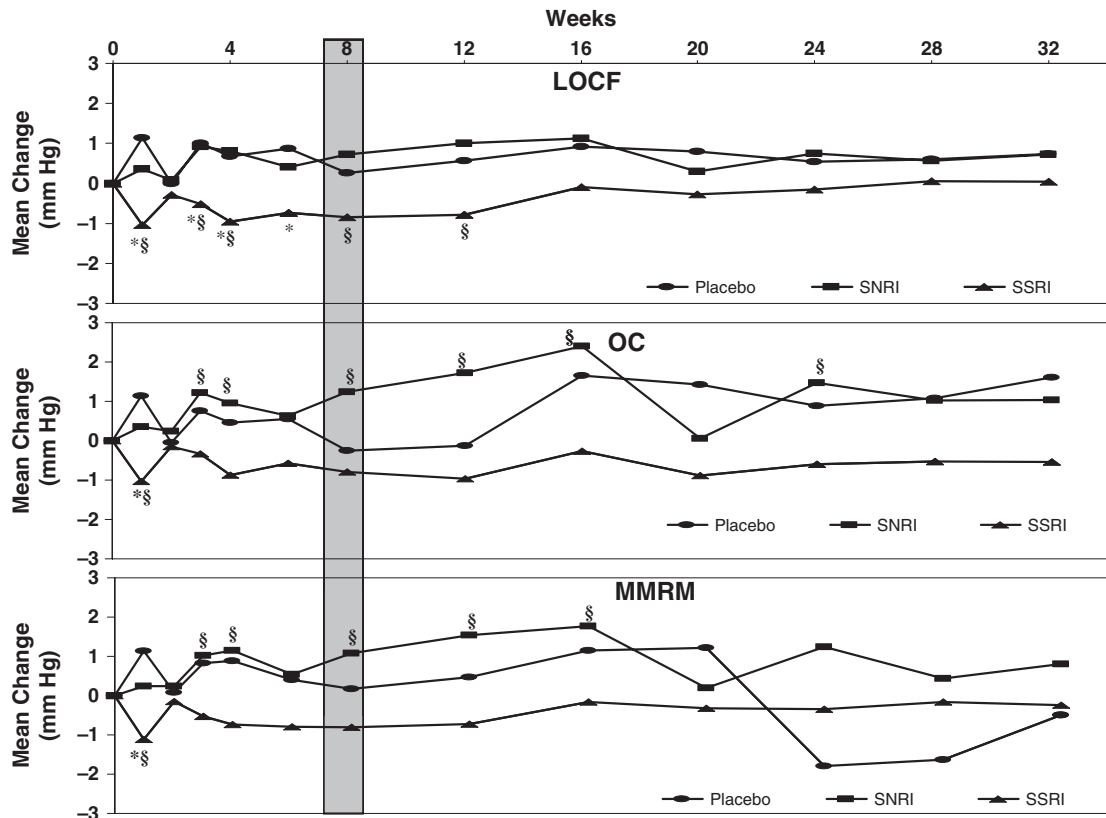 Weeks
0 4 8 12 16 20 24 28 32
LOCF
Mean Change
(mm Hg)
3
2
1
0
–1
–2
–3
*§ *§ *§ * § §
Placebo SNRI SSRI
OC
Mean Change
(mm Hg)
3
2
1
0
–1
–2
–3
§ § § § § §
*§
Placebo SNRI SSRI
MMRM
Mean Change
(mm Hg)
3
2
1
0
–1
–2
–3
§ § § § §
*§
Placebo SNRI SSRI